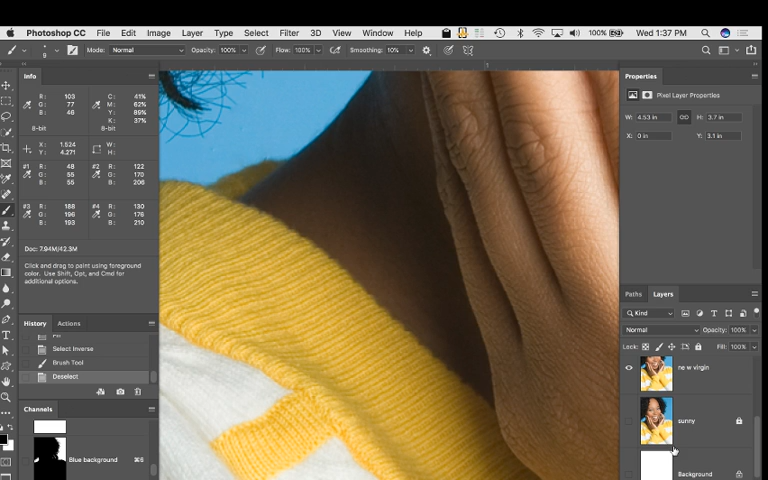 Photoshop CC File Edit Image Layer Type Select Filter 3D View Window Help 100% Wed 1:37 PM
Mode: Normal Opacity: 100% Flow: 100% Smoothing: 10%
Info
R: 103 C: 41%
G: 77 M: 62%
B: 46 Y: 89%
K: 37%
8-bit 8-bit
X: 1.524 W:
Y: 4.271 H:
#1 R: 48 #2 R: 122
G: 55 G: 170
B: 55 B: 206
#3 R: 188 #4 R: 130
G: 196 G: 176
B: 193 B: 210
Doc: 7.94M/42.3M
Click and drag to paint using foreground
color. Use Shift, Opt, and Cmd for
additional options.
History Actions
Fill
Select Inverse
Brush Tool
Deselect
Channels
Blue background ⌘6
1
Properties
Pixel Layer Properties
W: 4.53 in H: 3.7 in
X: 0 in Y: 3.1 in
Paths Layers
Kind
Normal Opacity: 100%
Lock: Fill: 100%
ne w virgin
sunny
Background